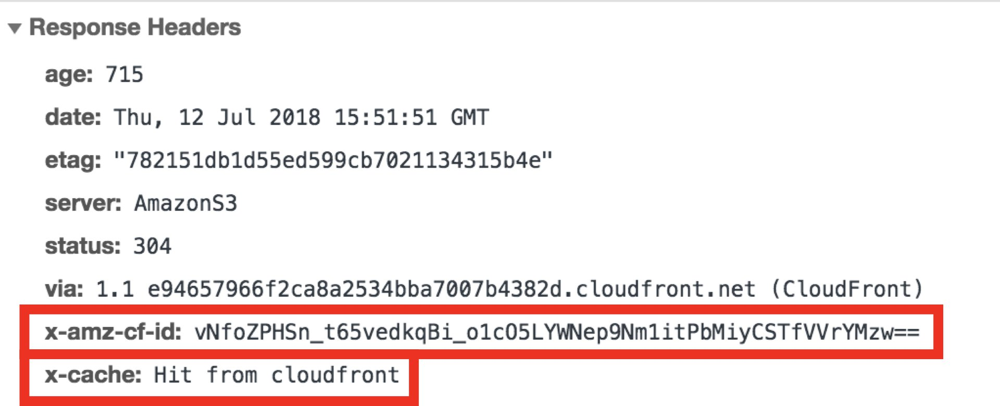 Response Headers
age: 715
date: Thu, 12 Jul 2018 15:51:51 GMT
etag: "782151db1d55ed599cb7021134315b4e"
server: AmazonS3
status: 304
via: 1.1 e94657966f2ca8a2534bba7007b4382d.cloudfront.net (CloudFront)
x-amz-cf-id: vNfoZPHSn_t65vedkqBi_o1cO5LYWNep9Nm1itPbMiyCSTfVVrYMzw==
x-cache: Hit from cloudfront